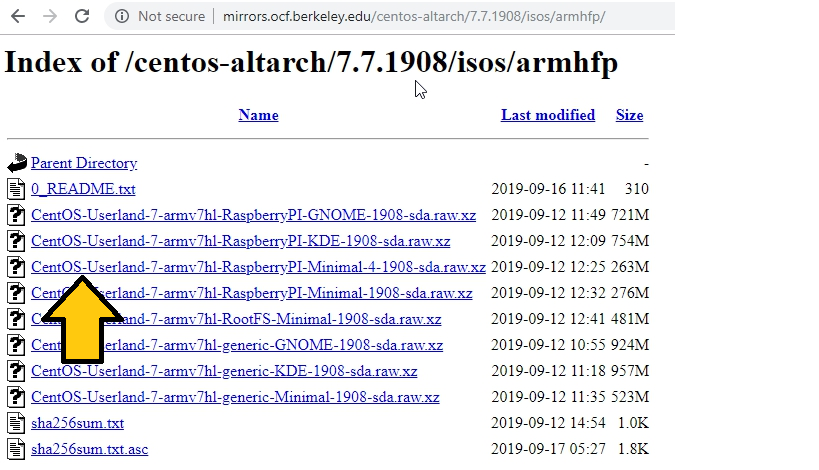 Not secure | mirrors.ocf.berkeley.edu/centos-altarch/7.7.1908/isos/armhfp/
Index of /centos-altarch/7.7.1908/isos/armhfp
Name Last modified Size
Parent Directory -
0_README.txt 2019-09-16 11:41 310
CentOS-Userland-7-armv7hl-RaspberryPI-GNOME-1908-sda.raw.xz 2019-09-12 11:49 721M
CentOS-Userland-7-armv7hl-RaspberryPI-KDE-1908-sda.raw.xz 2019-09-12 12:09 754M
CentOS-Userland-7-armv7hl-RaspberryPI-Minimal-4-1908-sda.raw.xz 2019-09-12 12:25 263M
CentOS-Userland-7-armv7hl-RaspberryPI-Minimal-1908-sda.raw.xz 2019-09-12 12:32 276M
CentOS-Userland-7-armv7hl-RootFS-Minimal-1908-sda.raw.xz 2019-09-12 12:41 481M
CentOS-Userland-7-armv7hl-generic-GNOME-1908-sda.raw.xz 2019-09-12 10:55 924M
CentOS-Userland-7-armv7hl-generic-KDE-1908-sda.raw.xz 2019-09-12 11:18 957M
CentOS-Userland-7-armv7hl-generic-Minimal-1908-sda.raw.xz 2019-09-12 11:35 523M
sha256sum.txt 2019-09-12 14:54 1.0K
sha256sum.txt.asc 2019-09-17 05:27 1.8K